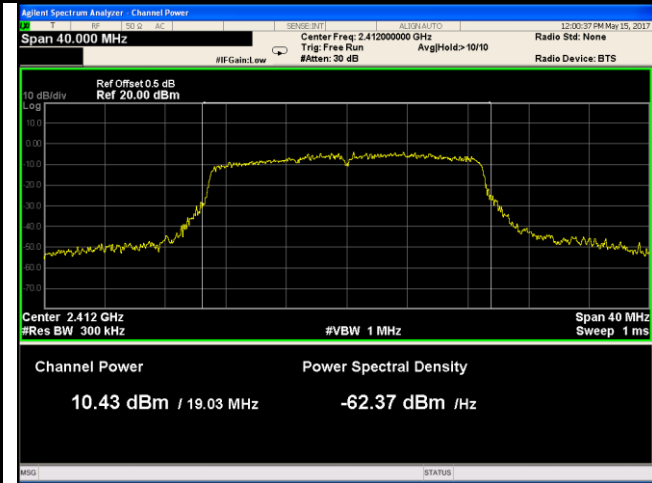 Agilent Spectrum Analyzer - Channel Power
T RF 50 Ω AC SENSE:INT ALIGN AUTO 12:00:37 PM May 15, 2017
Span 40.000 MHz Center Freq: 2.412000000 GHz Radio Std: None
Trig: Free Run Avg|Hold:>10/10
#IFGain:Low #Atten: 30 dB Radio Device: BTS
Ref Offset 0.5 dB
10 dB/div Ref 20.00 dBm
Log
10.0
0.00
-10.0
-20.0
-30.0
-40.0
-50.0
-60.0
-70.0
Center 2.412 GHz Span 40 MHz
#Res BW 300 kHz #VBW 1 MHz Sweep 1 ms
Channel Power Power Spectral Density
10.43 dBm / 19.03 MHz -62.37 dBm /Hz
MSG STATUS